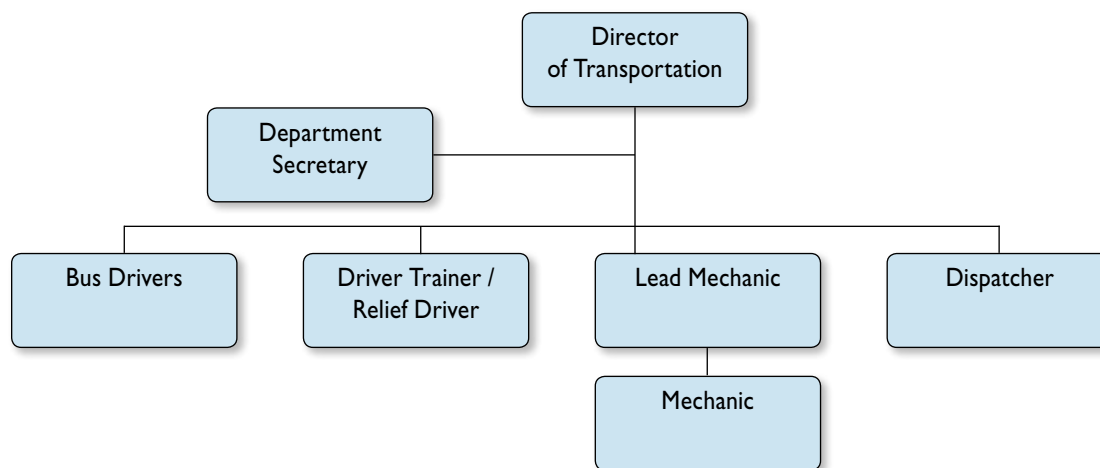 Director
of Transportation
Department
Secretary
Bus Drivers
Driver Trainer /
Relief Driver
Lead Mechanic
Dispatcher
Mechanic